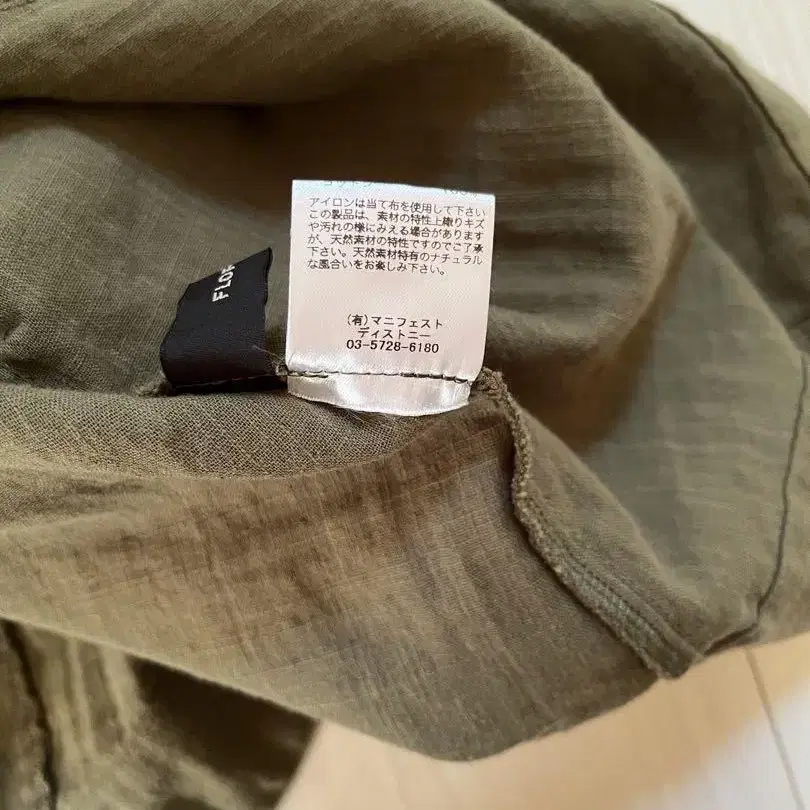 アイロンは当て布を使用して下さい
この製品は、素材の特性上織りキズ
や汚れの様にみえる場合があります
が、天然素材の特性ですのでご了承
下さい。天然素材特有のナチュラル
な風合いをお楽しみ下さい。
(有)マニフェスト
ディストニー
03-5728-6180